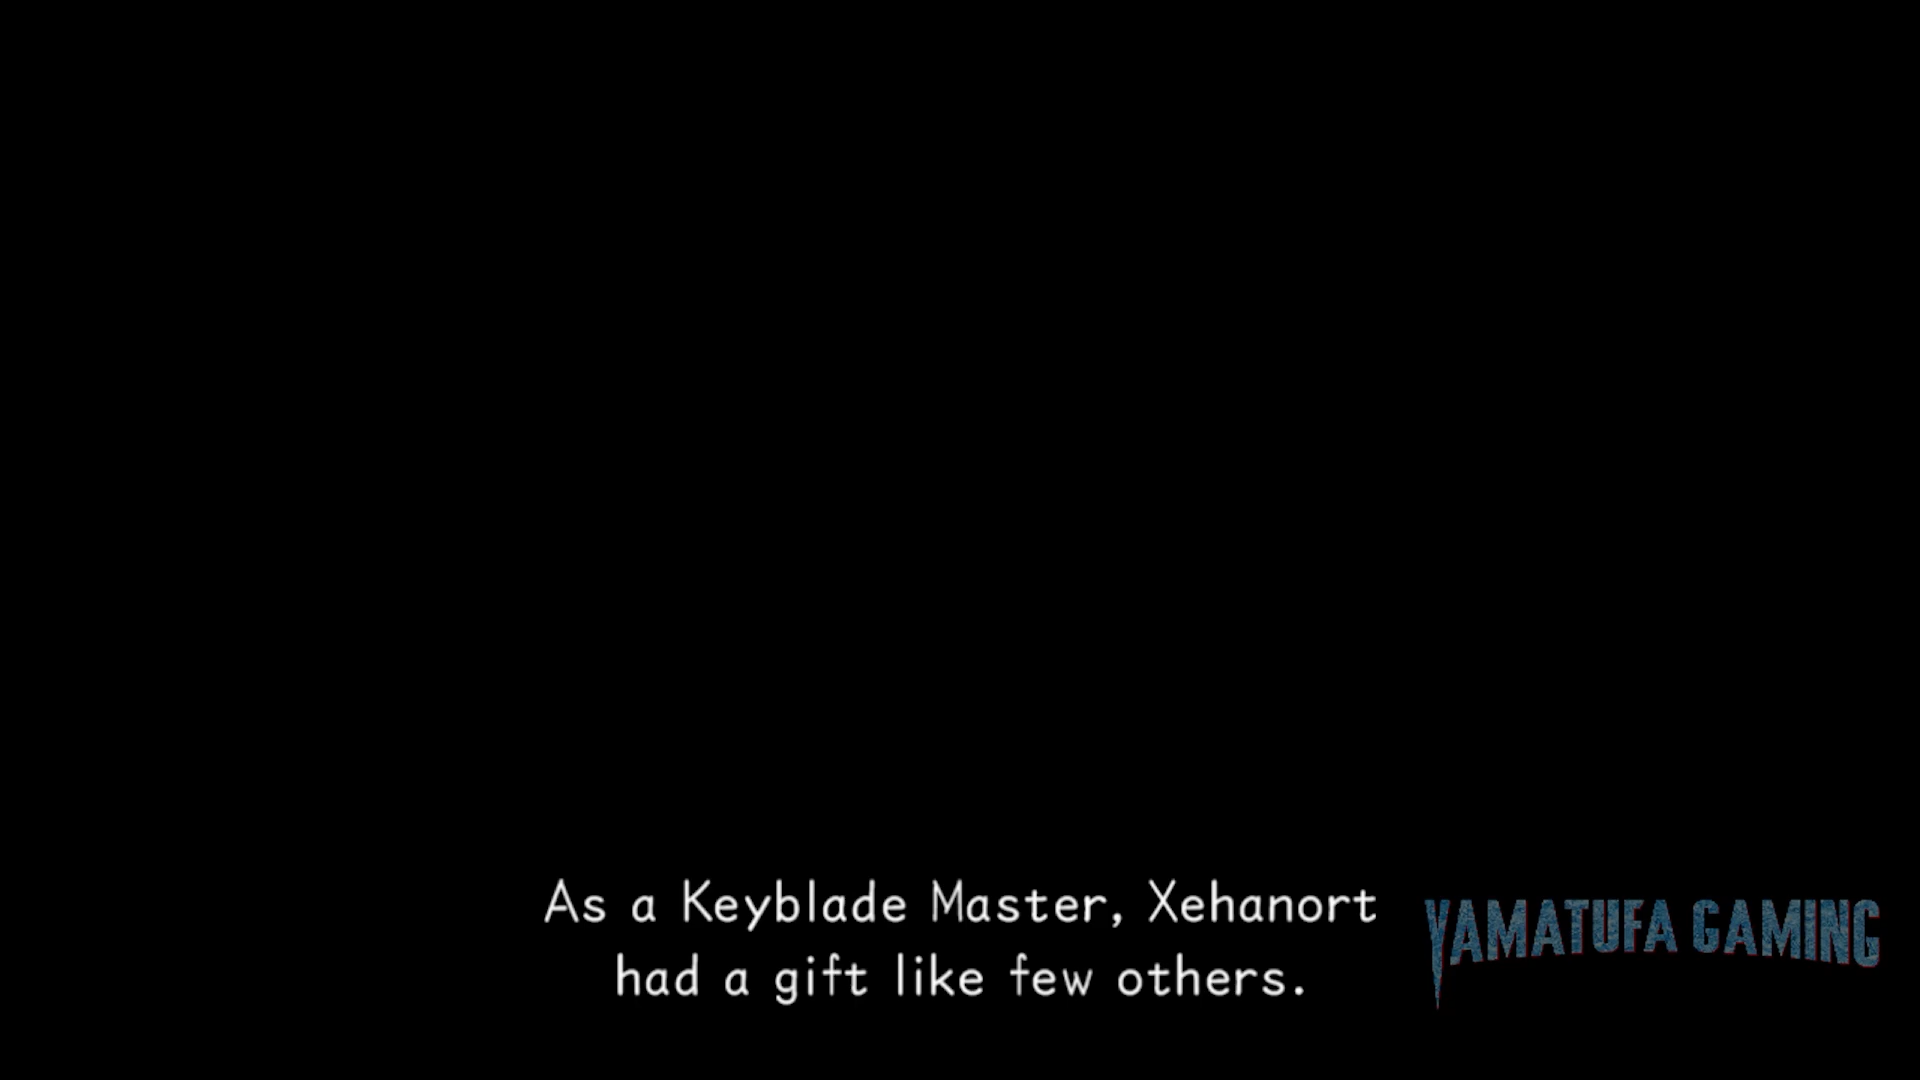 As a Keyblade Master, Xehanort
had a gift like few others.
YAMATUFA GAMING